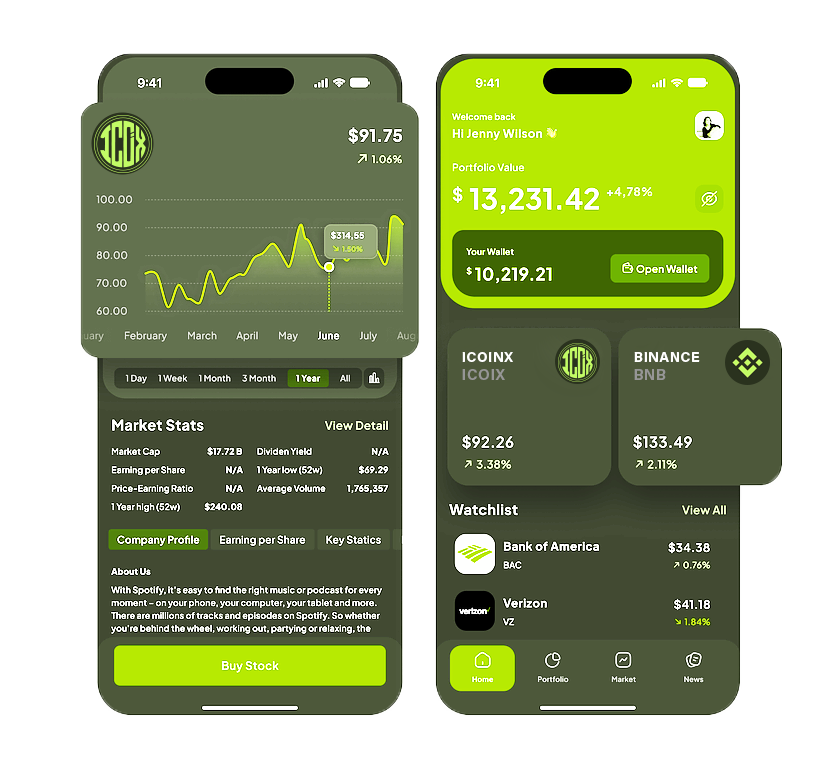 9:41
ICOX
$91.75
↗ 1.06%
100.00
90.00
80.00
70.00
60.00
$314,55
↘ 1.50%
uary February March April May June July Aug
1 Day 1 Week 1 Month 3 Month 1 Year All
Market Stats View Detail
Market Cap $17.72 B Dividen Yield N/A
Earning per Share N/A 1 Year low (52w) $69.29
Price-Earning Ratio N/A Average Volume 1,765,357
1 Year high (52w) $240.08
Company Profile Earning per Share Key Statics
About Us
With Spotify, it's easy to find the right music or podcast for every
moment – on your phone, your computer, your tablet and more.
There are millions of tracks and episodes on Spotify. So whether
you're behind the wheel, working out, partying or relaxing, the
Buy Stock
9:41
Welcome back
Hi Jenny Wilson 👋
Portfolio Value
$ 13,231.42 +4,78%
Your Wallet
$ 10,219.21
Open Wallet
ICOINX
ICOIX
ICOX
$92.26
↗ 3.38%
BINANCE
BNB
$133.49
↗ 2.11%
Watchlist View All
Bank of America $34.38
BAC ↗ 0.76%
verizon
Verizon $41.18
VZ ↘ 1.84%
Home Portfolio Market News